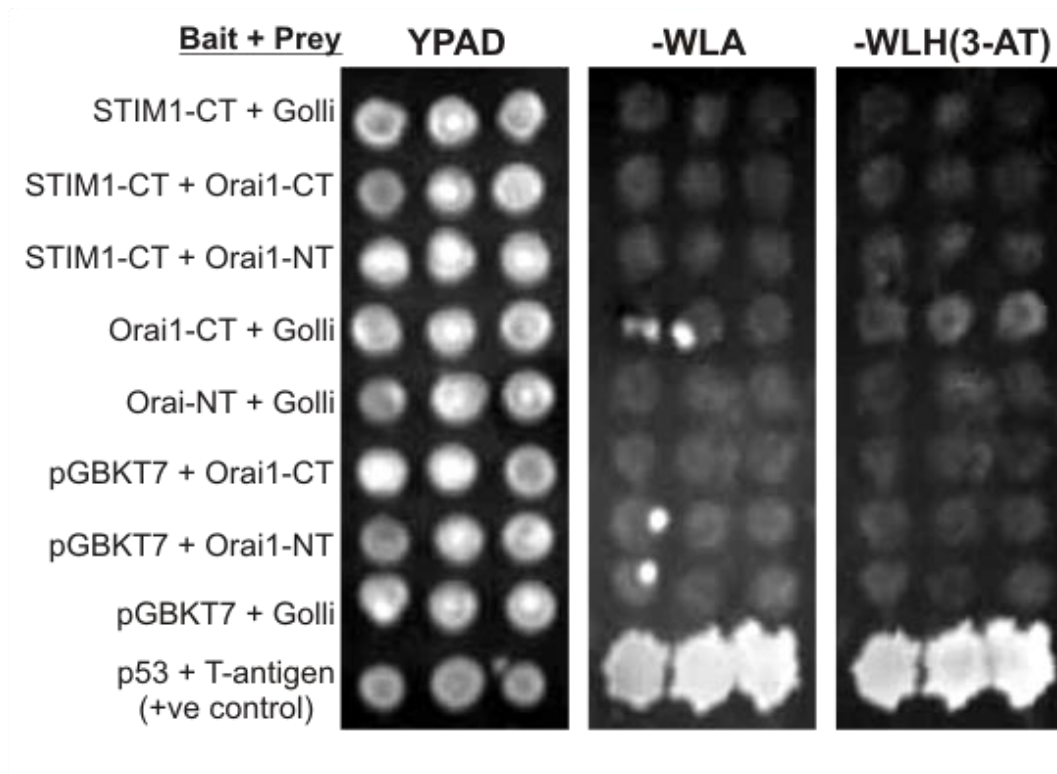 Bait + Prey YPAD -WLA -WLH(3-AT)
STIM1-CT + Golli
STIM1-CT + Orai1-CT
STIM1-CT + Orai1-NT
Orai1-CT + Golli
Orai-NT + Golli
pGBKT7 + Orai1-CT
pGBKT7 + Orai1-NT
pGBKT7 + Golli
p53 + T-antigen
(+ve control)